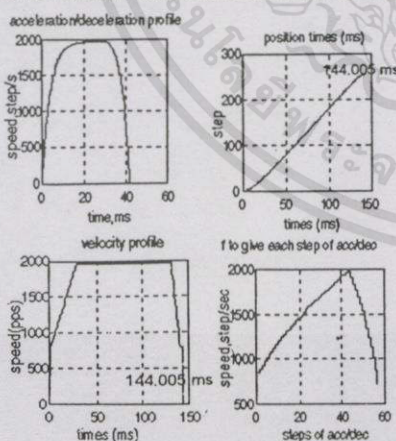 acceleration/deceleration profile
2000
1500
1000
500
0
0 20 40 60
speed,step/s
time,ms
position times (ms)
300
200
100
0
0 50 100 150
144.005 ms
step
times (ms)
velocity profile
2000
1500
1000
500
0
0 50 100 150
speed(pps)
144.005 ms
times (ms)
f to give each step of acc/dec
2000
1500
1000
500
0 20 40 60
speed,step/sec
steps of acc/dec